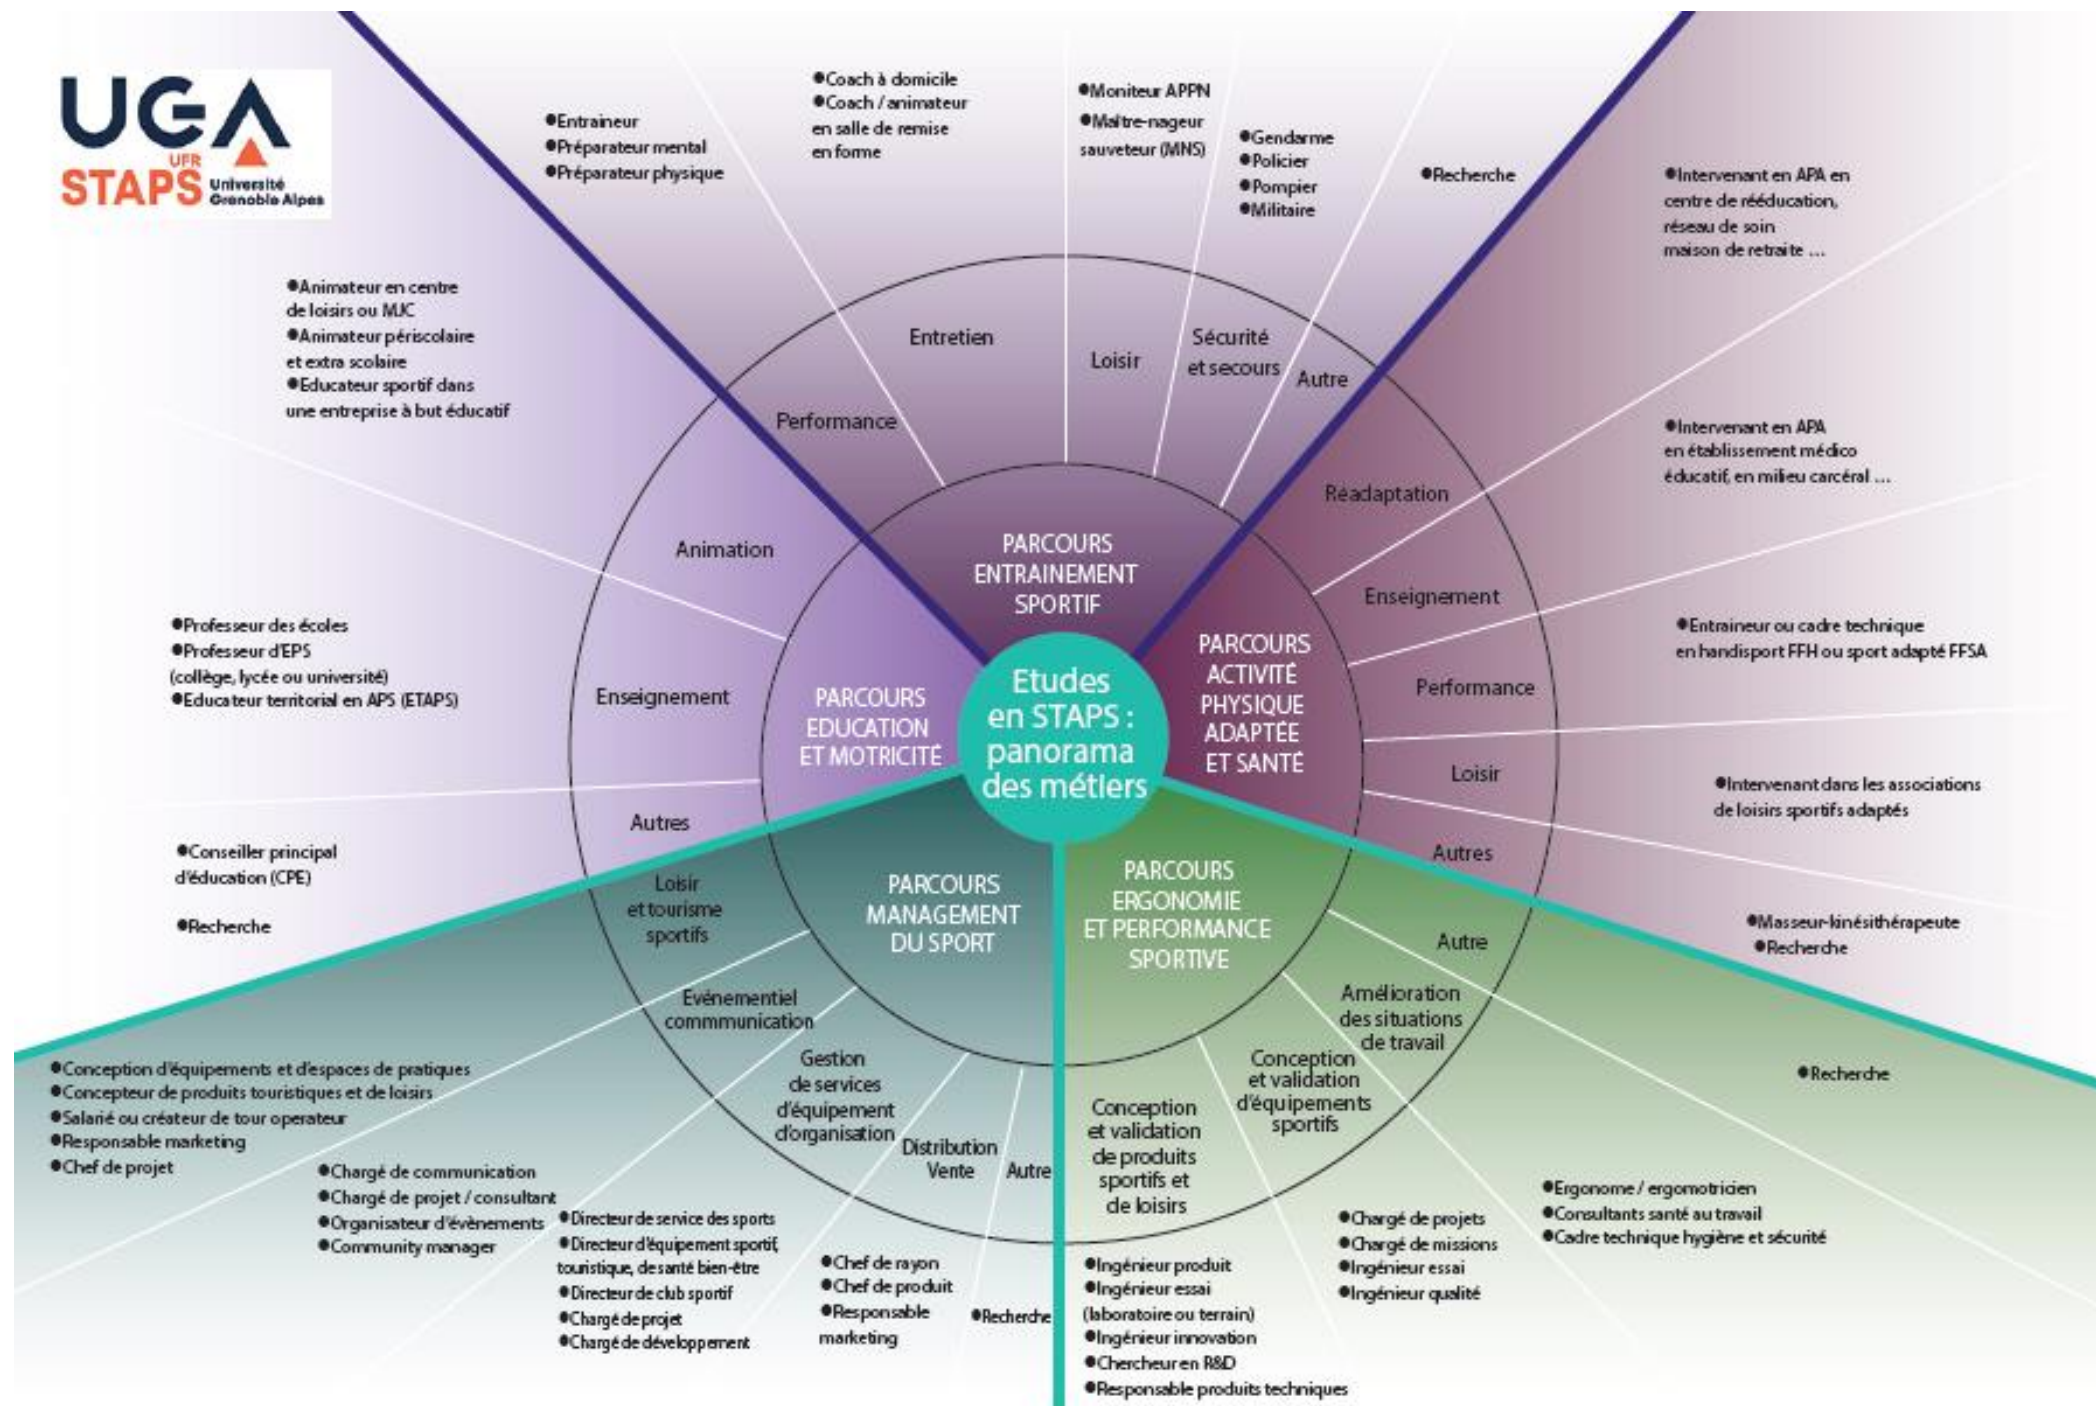 UGA
UFR
STAPS
Université
Grenoble Alpes
Etudes
en STAPS :
panorama
des métiers
PARCOURS
ENTRAINEMENT
SPORTIF
Performance
●Entraineur
●Préparateur mental
●Préparateur physique
Entretien
●Coach à domicile
●Coach / animateur
en salle de remise
en forme
Loisir
●Moniteur APPN
●Maître-nageur
sauveteur (MNS)
Sécurité
et secours
●Gendarme
●Policier
●Pompier
●Militaire
Autre
●Recherche
PARCOURS
ACTIVITÉ
PHYSIQUE
ADAPTÉE
ET SANTÉ
Réadaptation
●Intervenant en APA en
centre de rééducation,
réseau de soin
maison de retraite ...
Enseignement
●Intervenant en APA
en établissement médico
éducatif, en milieu carcéral ...
Performance
●Entraineur ou cadre technique
en handisport FFH ou sport adapté FFSA
Loisir
●Intervenant dans les associations
de loisirs sportifs adaptés
Autres
●Masseur-kinésithérapeute
●Recherche
PARCOURS
ERGONOMIE
ET PERFORMANCE
SPORTIVE
Autre
●Recherche
Amélioration
des situations
de travail
●Ergonome / ergomotricien
●Consultants santé au travail
●Cadre technique hygiène et sécurité
Conception
et validation
d'équipements
sportifs
●Chargé de projets
●Chargé de missions
●Ingénieur essai
●Ingénieur qualité
Conception
et validation
de produits
sportifs et
de loisirs
●Ingénieur produit
●Ingénieur essai
(laboratoire ou terrain)
●Ingénieur innovation
●Chercheur en R&D
●Responsable produits techniques
PARCOURS
MANAGEMENT
DU SPORT
Autre
●Recherche
Distribution
Vente
●Chef de rayon
●Chef de produit
●Responsable
marketing
Gestion
de services
d'équipement
d'organisation
●Directeur de service des sports
●Directeur d'équipement sportif,
touristique, de santé bien-être
●Directeur de club sportif
●Chargé de projet
●Chargé de développement
Evénementiel
commmunication
●Chargé de communication
●Chargé de projet / consultant
●Organisateur d'évènements
●Community manager
Loisir
et tourisme
sportifs
●Conception d'équipements et d'espaces de pratiques
●Concepteur de produits touristiques et de loisirs
●Salarié ou créateur de tour operateur
●Responsable marketing
●Chef de projet
PARCOURS
EDUCATION
ET MOTRICITÉ
Autres
●Conseiller principal
d'éducation (CPE)
●Recherche
Enseignement
●Professeur des écoles
●Professeur d'EPS
(collège, lycée ou université)
●Educateur territorial en APS (ETAPS)
Animation
●Animateur en centre
de loisirs ou MJC
●Animateur périscolaire
et extra scolaire
●Educateur sportif dans
une entreprise à but éducatif